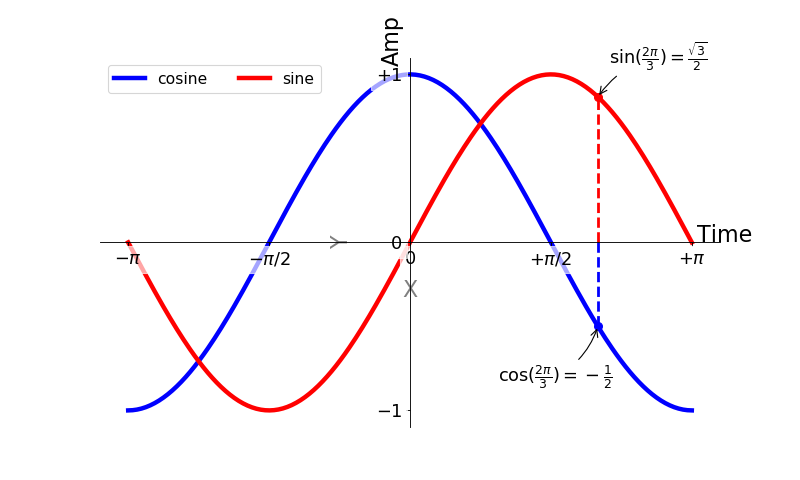 Amp
cosine
sine
+1
sin(2π/3) = √3/2
Y
0
Time
−π
−π/2
0
+π/2
+π
X
cos(2π/3) = −1/2
−1